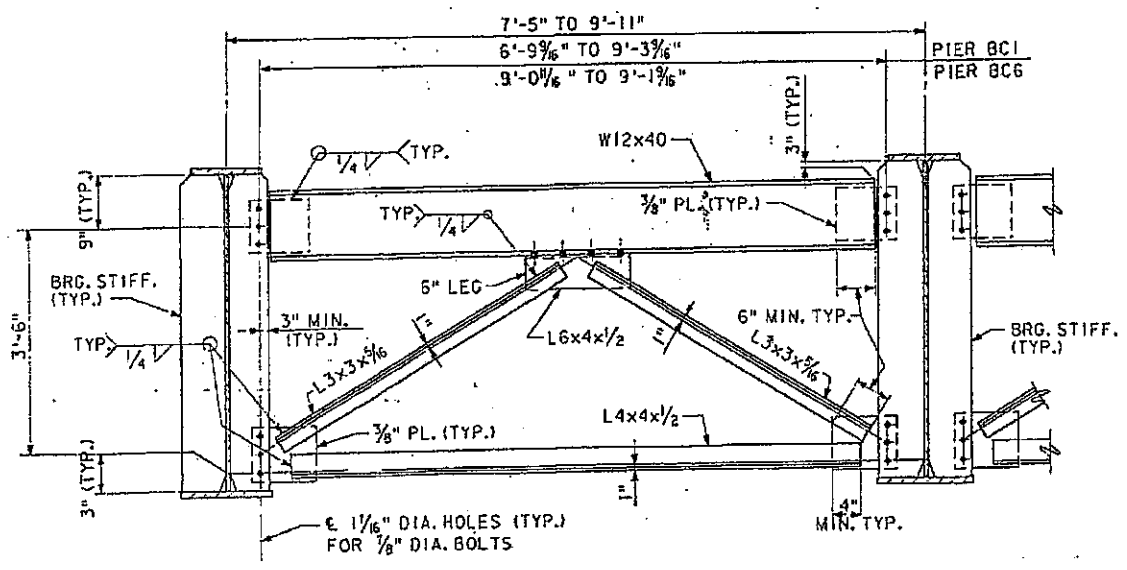 7'-5" TO 9'-11"
6'-9 9/16" TO 9'-3 9/16"
PIER BC1
9'-0 11/16" TO 9'-1 9/16"
PIER BC6
3" (TYP.)
W12x40
TYP.
1/4
9" (TYP.)
TYP.
1/4
3/8" PL. (TYP.)
BRG. STIFF.
(TYP.)
6" LEG
3'-6"
3" MIN.
(TYP.)
1"
L6x4x1/2
1"
6" MIN. TYP.
BRG. STIFF.
(TYP.)
TYP.
1/4
L3x3x5/16
L3x3x5/16
L4x4x1/2
3/8" PL. (TYP.)
3" (TYP.)
1"
4"
MIN. TYP.
℄ 1 1/16" DIA. HOLES (TYP.)
FOR 7/8" DIA. BOLTS